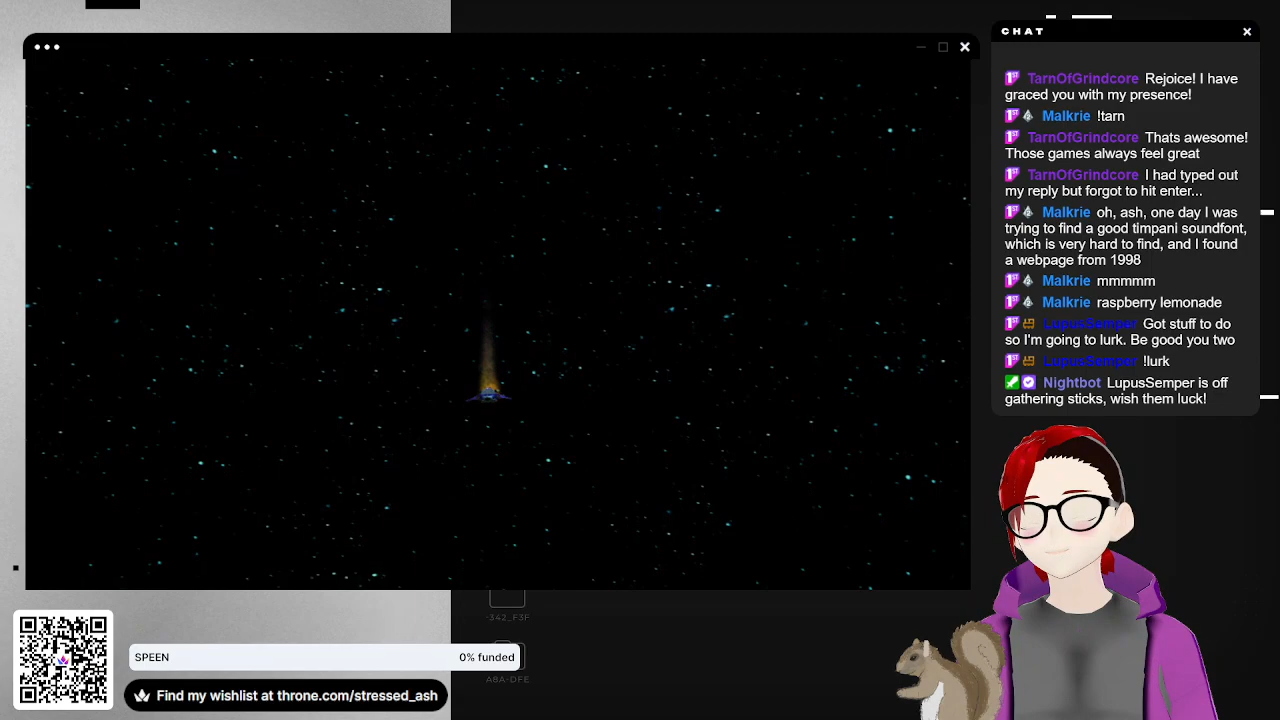 CHAT
TarnOfGrindcore Rejoice! I have
graced you with my presence!
Malkrie !tarn
TarnOfGrindcore Thats awesome!
Those games always feel great
TarnOfGrindcore I had typed out
my reply but forgot to hit enter...
Malkrie oh, ash, one day I was
trying to find a good timpani soundfont,
which is very hard to find, and I found
a webpage from 1998
Malkrie mmmmm
Malkrie raspberry lemonade
LupusSemper Got stuff to do
so I'm going to lurk. Be good you two
LupusSemper !lurk
Nightbot LupusSemper is off
gathering sticks, wish them luck!
-342_F3F
SPEEN 0% funded
A8A-DFE
Find my wishlist at throne.com/stressed_ash